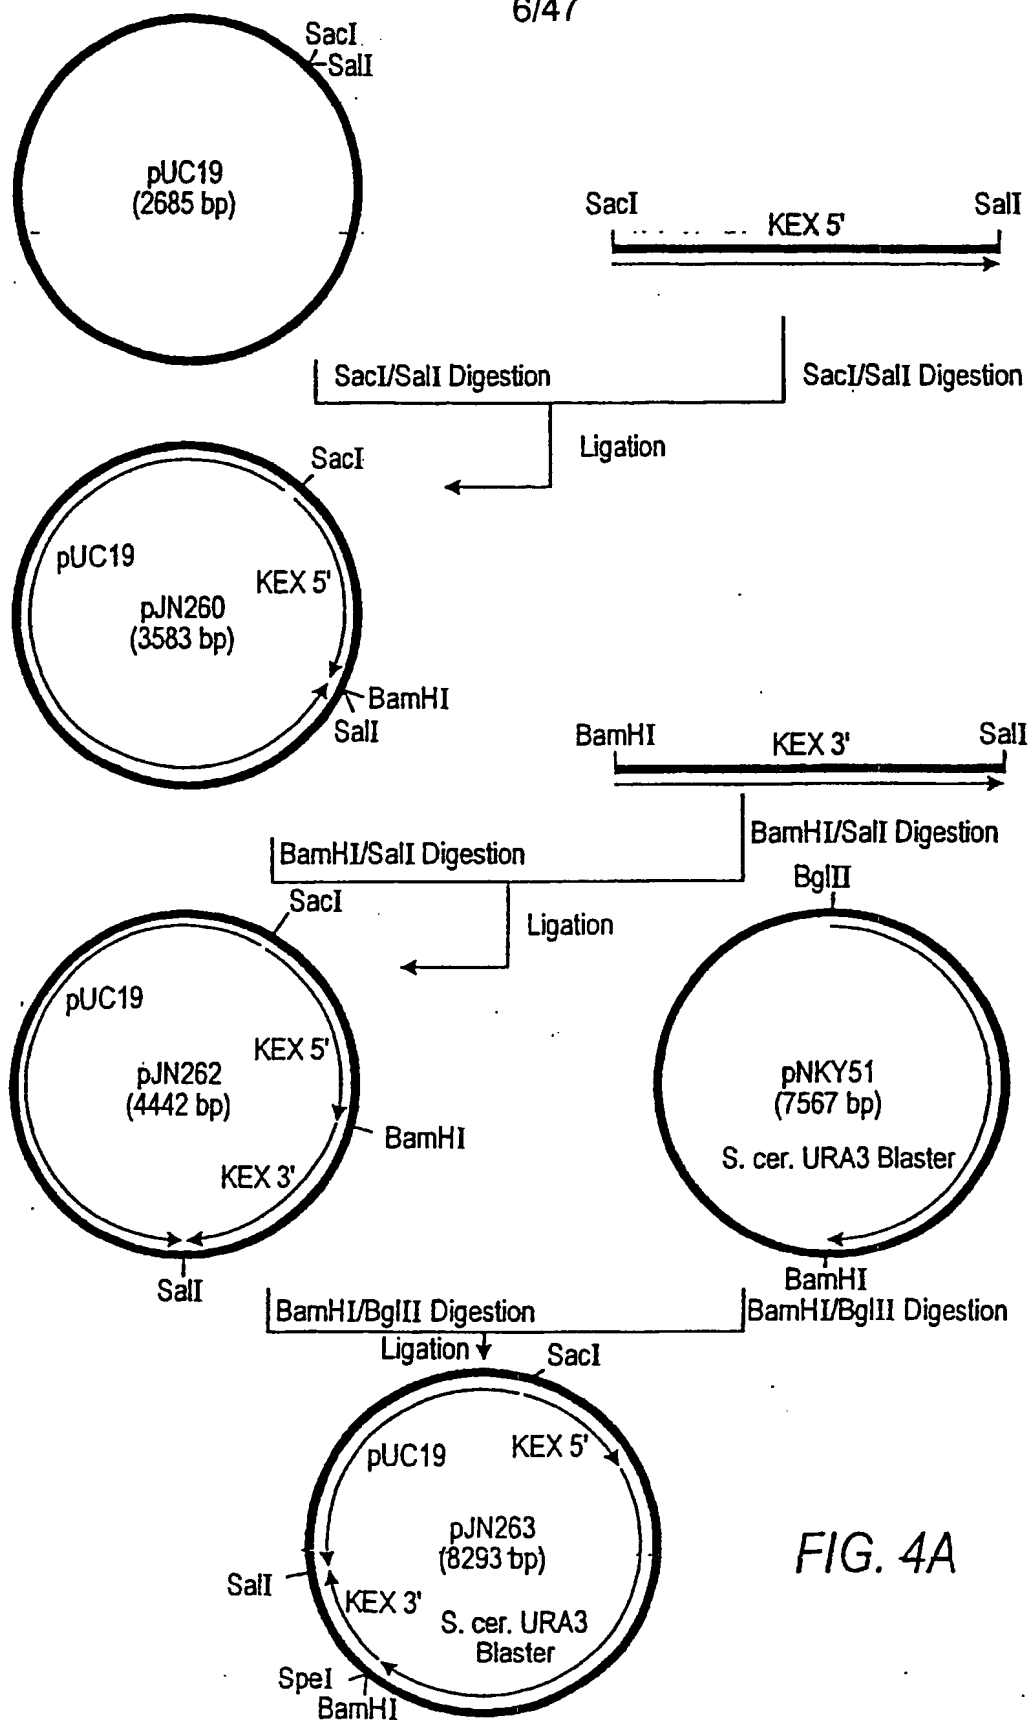 6/47
SacI
SalI
pUC19
(2685 bp)
SacI
KEX 5'
SalI
SacI/SalI Digestion
SacI/SalI Digestion
Ligation
SacI
pUC19
KEX 5'
pJN260
(3583 bp)
BamHI
SalI
BamHI
KEX 3'
SalI
BamHI/SalI Digestion
BamHI/SalI Digestion
Ligation
SacI
BglII
pUC19
KEX 5'
pJN262
(4442 bp)
BamHI
KEX 3'
SalI
pNKY51
(7567 bp)
S. cer. URA3 Blaster
BamHI
BamHI/BglII Digestion
BamHI/BglII Digestion
Ligation
SacI
pUC19
KEX 5'
pJN263
(8293 bp)
SalI
KEX 3'
S. cer. URA3
Blaster
SpeI
BamHI
FIG. 4A